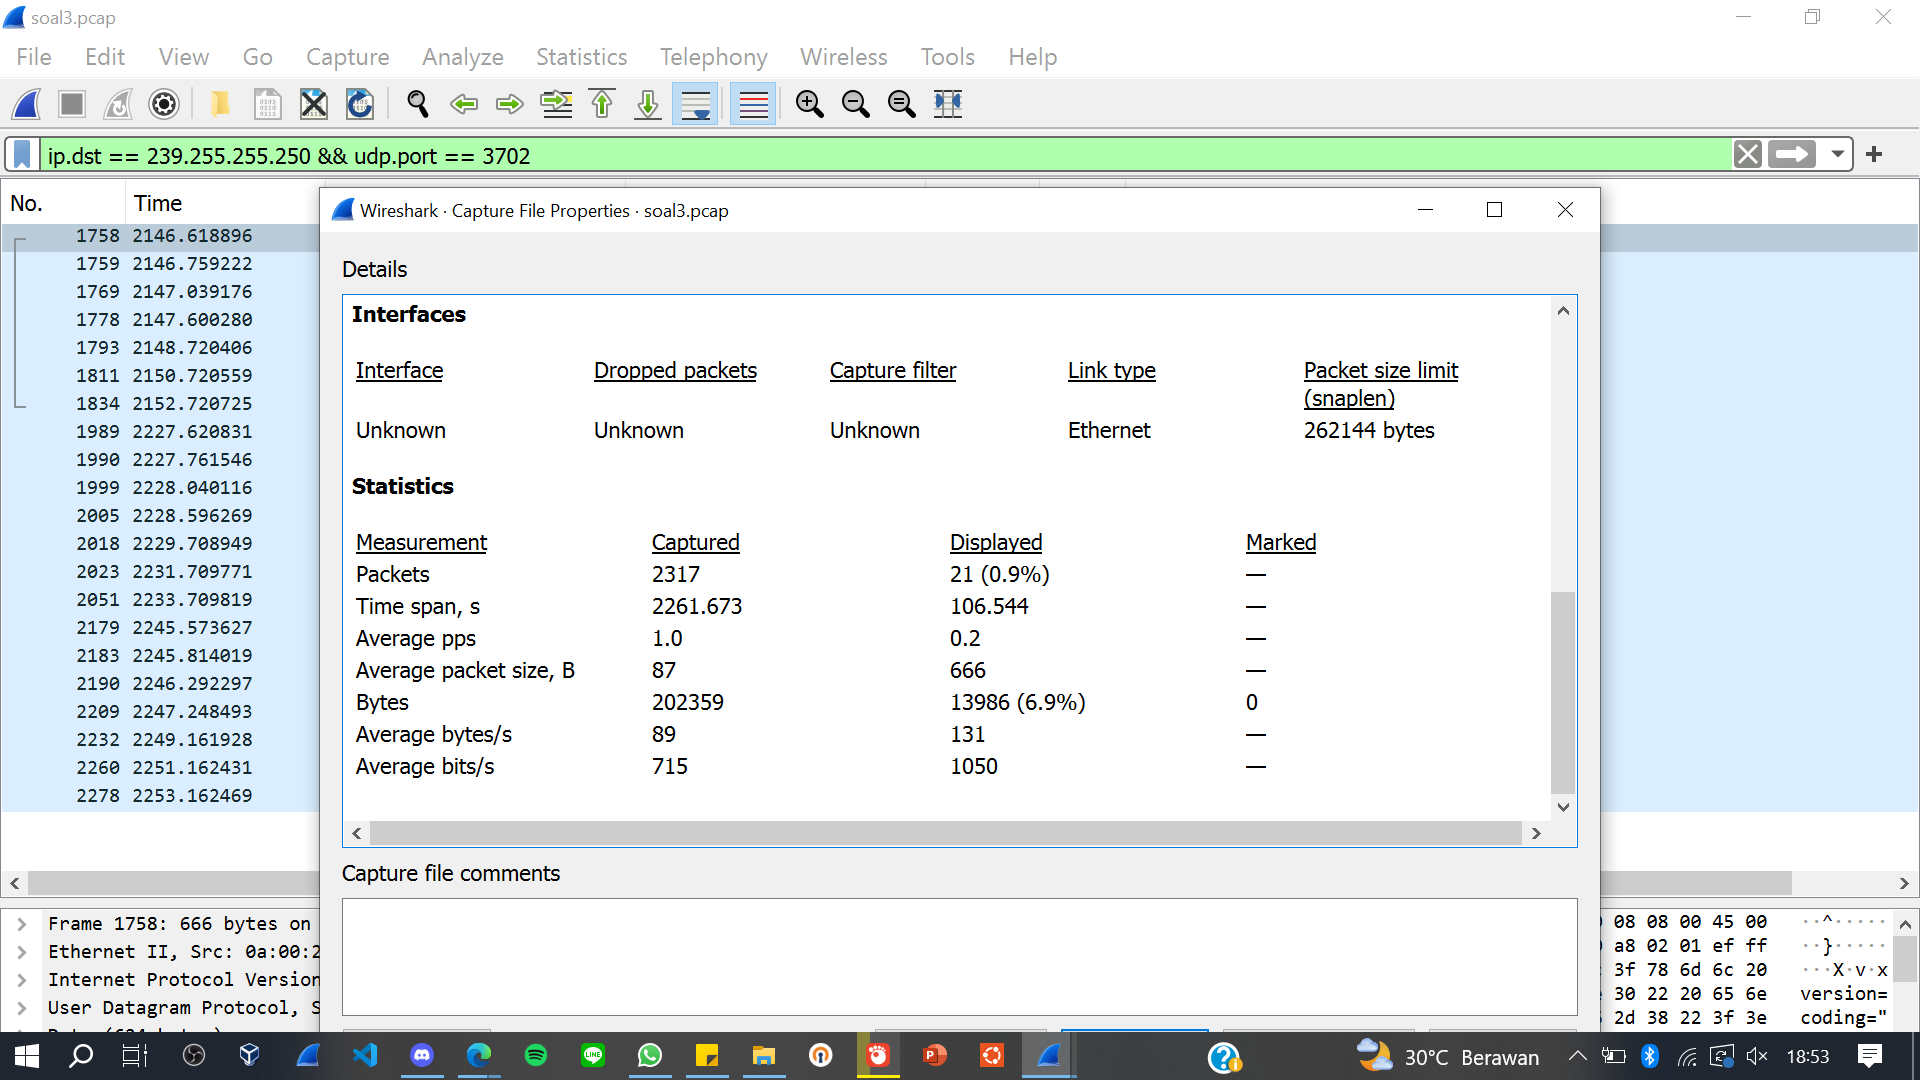 soal3.pcap
File Edit View Go Capture Analyze Statistics Telephony Wireless Tools Help
ip.dst == 239.255.255.250 && udp.port == 3702
No. Time
1758 2146.618896
1759 2146.759222
1769 2147.039176
1778 2147.600280
1793 2148.720406
1811 2150.720559
1834 2152.720725
1989 2227.620831
1990 2227.761546
1999 2228.040116
2005 2228.596269
2018 2229.708949
2023 2231.709771
2051 2233.709819
2179 2245.573627
2183 2245.814019
2190 2246.292297
2209 2247.248493
2232 2249.161928
2260 2251.162431
2278 2253.162469
Wireshark · Capture File Properties · soal3.pcap
Details
Interfaces
Interface Dropped packets Capture filter Link type Packet size limit
(snaplen)
Unknown Unknown Unknown Ethernet 262144 bytes
Statistics
Measurement Captured Displayed Marked
Packets 2317 21 (0.9%) —
Time span, s 2261.673 106.544 —
Average pps 1.0 0.2 —
Average packet size, B 87 666 —
Bytes 202359 13986 (6.9%) 0
Average bytes/s 89 131 —
Average bits/s 715 1050 —
Capture file comments
Frame 1758: 666 bytes on
Ethernet II, Src: 0a:00:2
Internet Protocol Version
User Datagram Protocol, S
08 08 00 45 00 ··^·····
a8 02 01 ef ff ··}·····
3f 78 6d 6c 20 ···X·v·x
30 22 20 65 6e version=
2d 38 22 3f 3e coding="
30°C Berawan 18:53